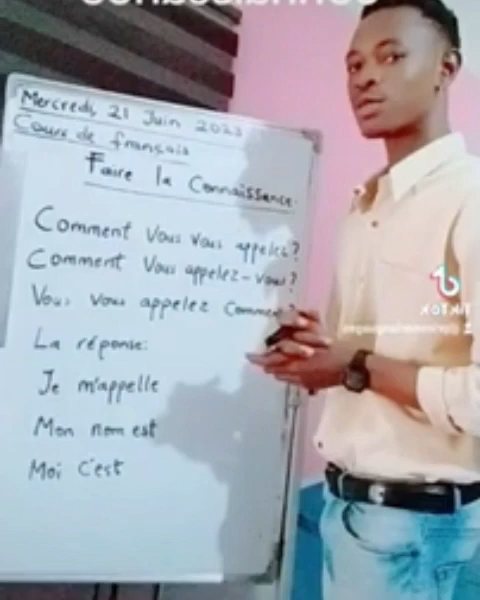 Mercredi, 21 Juin 2023
Cours de français
Faire la Connaissance.
Comment Vous Vous appelez?
Comment Vous appelez-vous?
Vous Vous appelez Comment?
La réponse:
Je m'appelle
Mon nom est
Moi C'est
TikTok